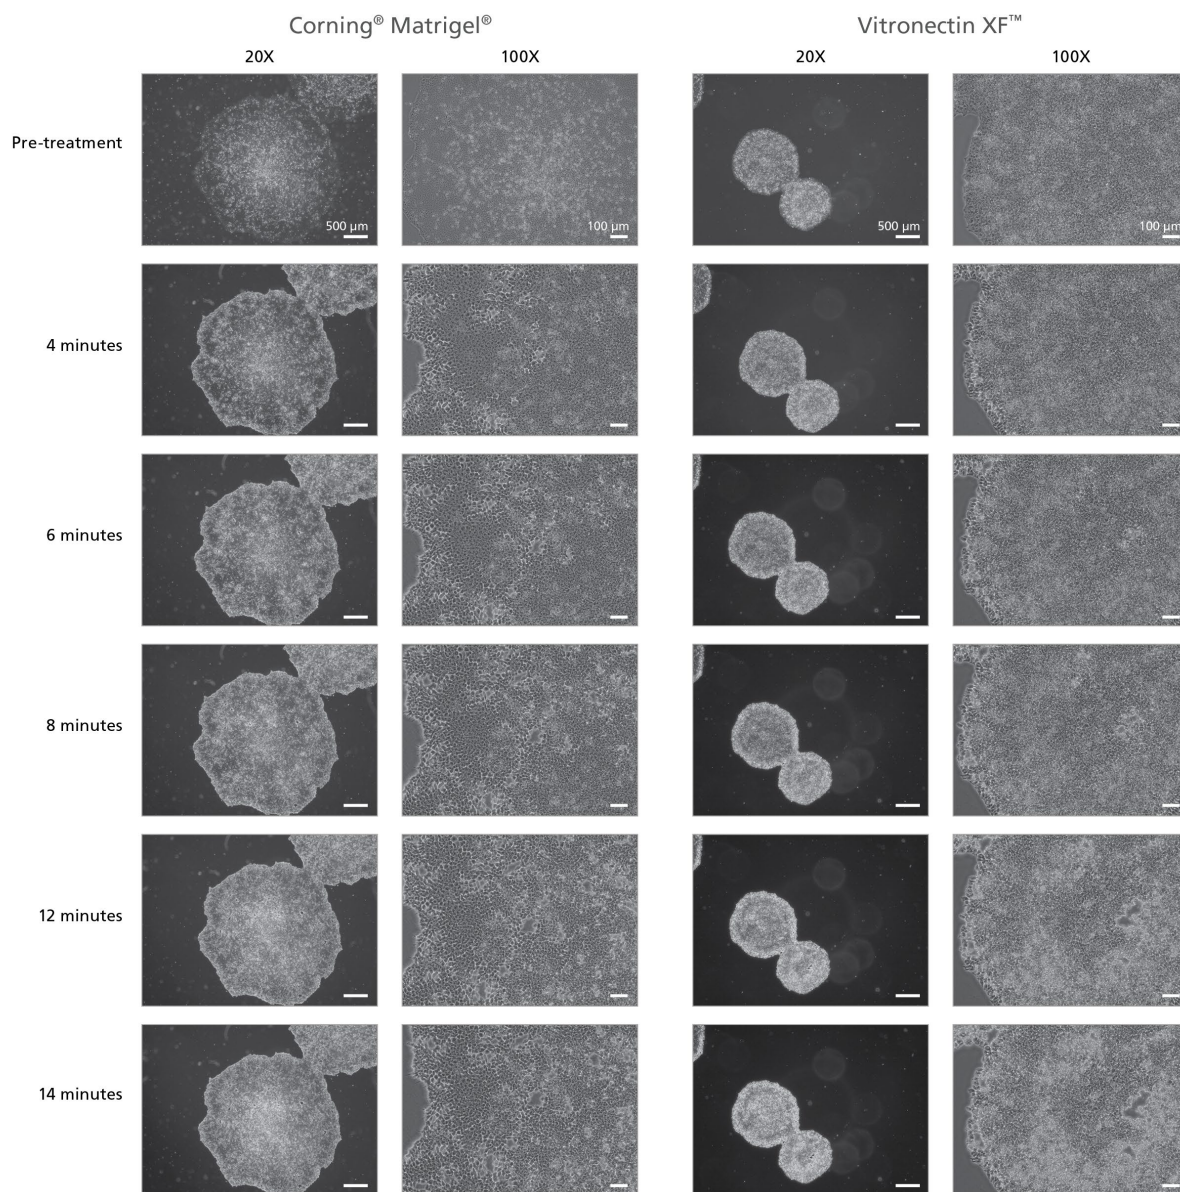 Corning® Matrigel® Vitronectin XF™
20X 100X 20X 100X
Pre-treatment
500 µm 100 µm 500 µm 100 µm
4 minutes
6 minutes
8 minutes
12 minutes
14 minutes